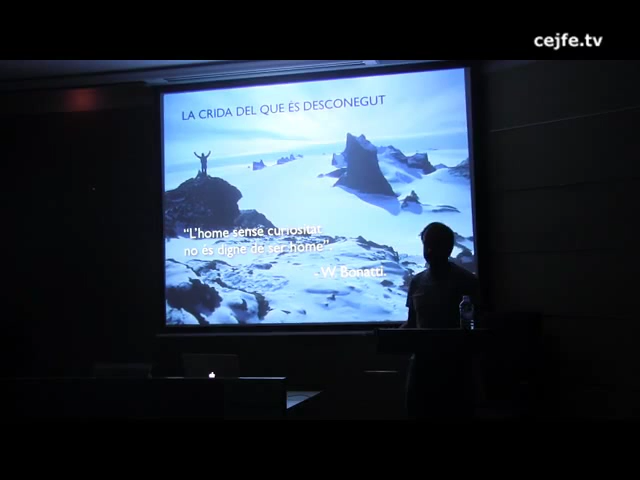 cejfe.tv
LA CRIDA DEL QUE ÉS DESCONEGUT
“L’home sense curiositat
no és digne de ser home”.
-W. Bonatti.